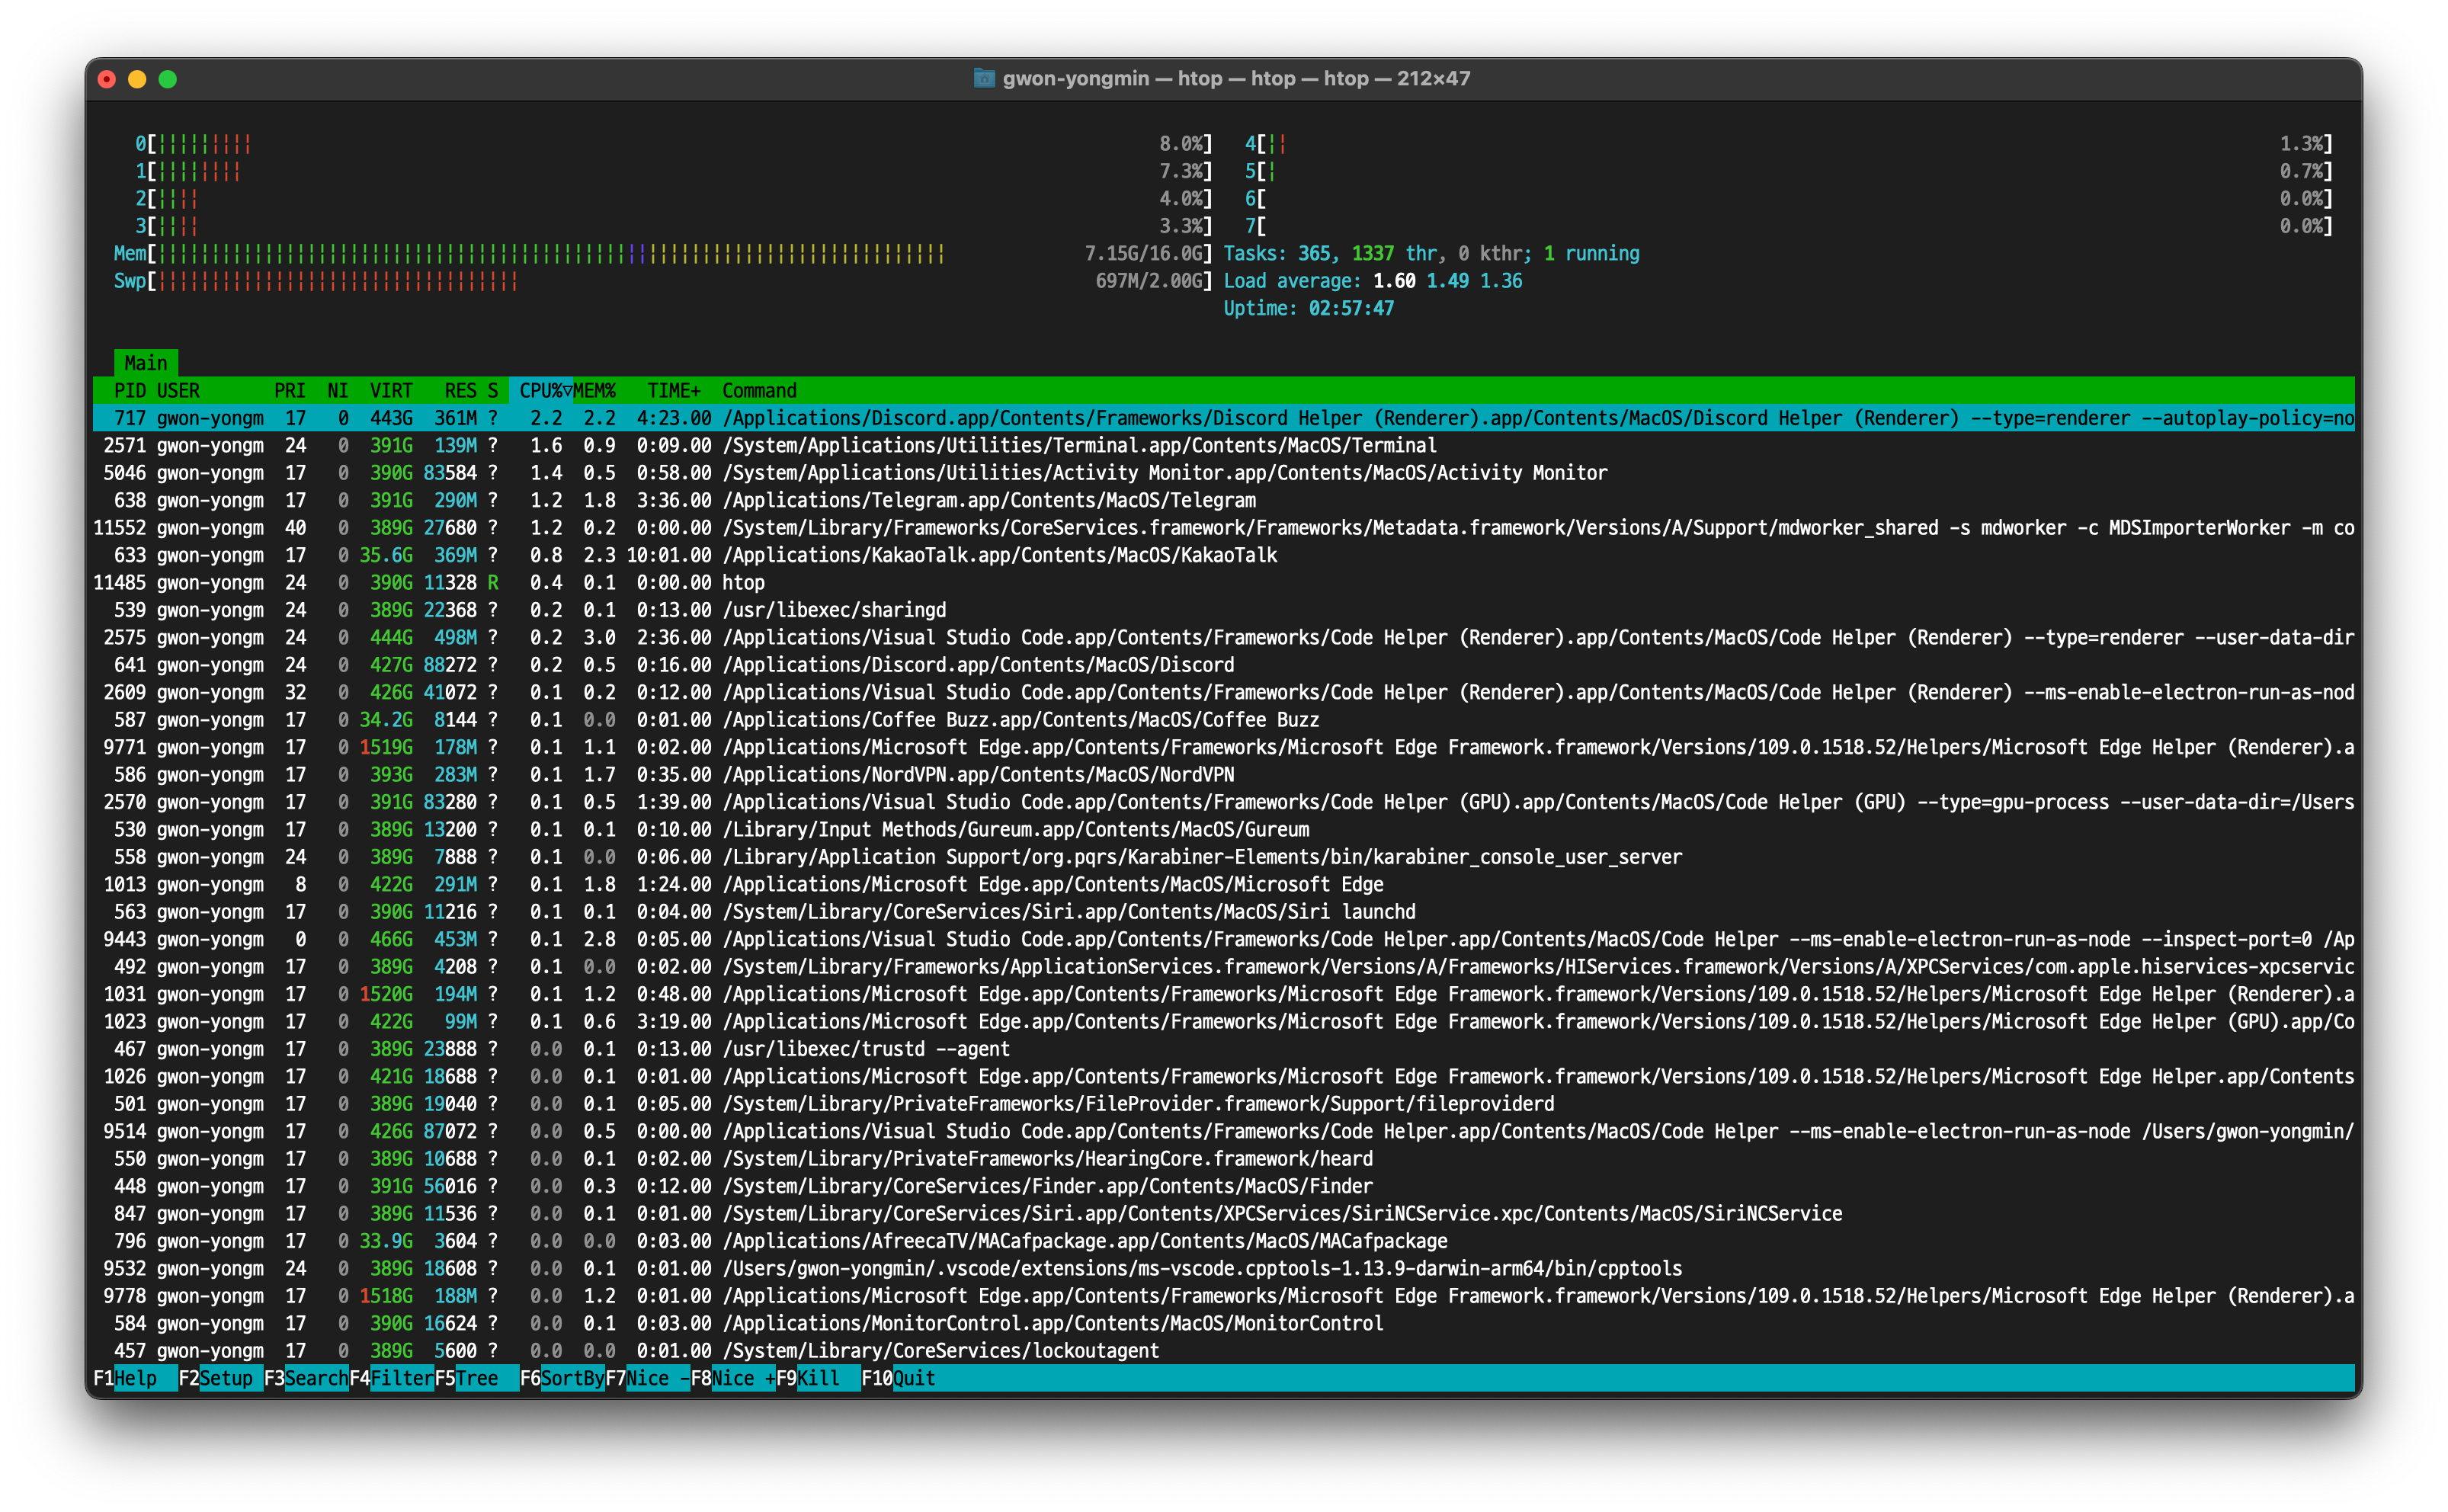 gwon-yongmin — htop — htop — htop — 212×47
0[||||||||| 8.0%] 4[|| 1.3%]
1[|||||||| 7.3%] 5[| 0.7%]
2[|||| 4.0%] 6[ 0.0%]
3[|||| 3.3%] 7[ 0.0%]
Mem[|||||||||||||||||||||||||||||||||||||||||||||||||||||||||||||||||||||||||| 7.15G/16.0G] Tasks: 365, 1337 thr, 0 kthr; 1 running
Swp[|||||||||||||||||||||||||||||||||| 697M/2.00G] Load average: 1.60 1.49 1.36
Uptime: 02:57:47
Main
PID USER PRI NI VIRT RES S CPU%▽MEM% TIME+ Command
717 gwon-yongm 17 0 443G 361M ? 2.2 2.2 4:23.00 /Applications/Discord.app/Contents/Frameworks/Discord Helper (Renderer).app/Contents/MacOS/Discord Helper (Renderer) --type=renderer --autoplay-policy=no
2571 gwon-yongm 24 0 391G 139M ? 1.6 0.9 0:09.00 /System/Applications/Utilities/Terminal.app/Contents/MacOS/Terminal
5046 gwon-yongm 17 0 390G 83584 ? 1.4 0.5 0:58.00 /System/Applications/Utilities/Activity Monitor.app/Contents/MacOS/Activity Monitor
638 gwon-yongm 17 0 391G 290M ? 1.2 1.8 3:36.00 /Applications/Telegram.app/Contents/MacOS/Telegram
11552 gwon-yongm 40 0 389G 27680 ? 1.2 0.2 0:00.00 /System/Library/Frameworks/CoreServices.framework/Frameworks/Metadata.framework/Versions/A/Support/mdworker_shared -s mdworker -c MDSImporterWorker -m co
633 gwon-yongm 17 0 35.6G 369M ? 0.8 2.3 10:01.00 /Applications/KakaoTalk.app/Contents/MacOS/KakaoTalk
11485 gwon-yongm 24 0 390G 11328 R 0.4 0.1 0:00.00 htop
539 gwon-yongm 24 0 389G 22368 ? 0.2 0.1 0:13.00 /usr/libexec/sharingd
2575 gwon-yongm 24 0 444G 498M ? 0.2 3.0 2:36.00 /Applications/Visual Studio Code.app/Contents/Frameworks/Code Helper (Renderer).app/Contents/MacOS/Code Helper (Renderer) --type=renderer --user-data-dir
641 gwon-yongm 24 0 427G 88272 ? 0.2 0.5 0:16.00 /Applications/Discord.app/Contents/MacOS/Discord
2609 gwon-yongm 32 0 426G 41072 ? 0.1 0.2 0:12.00 /Applications/Visual Studio Code.app/Contents/Frameworks/Code Helper (Renderer).app/Contents/MacOS/Code Helper (Renderer) --ms-enable-electron-run-as-nod
587 gwon-yongm 17 0 34.2G 8144 ? 0.1 0.0 0:01.00 /Applications/Coffee Buzz.app/Contents/MacOS/Coffee Buzz
9771 gwon-yongm 17 0 1519G 178M ? 0.1 1.1 0:02.00 /Applications/Microsoft Edge.app/Contents/Frameworks/Microsoft Edge Framework.framework/Versions/109.0.1518.52/Helpers/Microsoft Edge Helper (Renderer).a
586 gwon-yongm 17 0 393G 283M ? 0.1 1.7 0:35.00 /Applications/NordVPN.app/Contents/MacOS/NordVPN
2570 gwon-yongm 17 0 391G 83280 ? 0.1 0.5 1:39.00 /Applications/Visual Studio Code.app/Contents/Frameworks/Code Helper (GPU).app/Contents/MacOS/Code Helper (GPU) --type=gpu-process --user-data-dir=/Users
530 gwon-yongm 17 0 389G 13200 ? 0.1 0.1 0:10.00 /Library/Input Methods/Gureum.app/Contents/MacOS/Gureum
558 gwon-yongm 24 0 389G 7888 ? 0.1 0.0 0:06.00 /Library/Application Support/org.pqrs/Karabiner-Elements/bin/karabiner_console_user_server
1013 gwon-yongm 8 0 422G 291M ? 0.1 1.8 1:24.00 /Applications/Microsoft Edge.app/Contents/MacOS/Microsoft Edge
563 gwon-yongm 17 0 390G 11216 ? 0.1 0.1 0:04.00 /System/Library/CoreServices/Siri.app/Contents/MacOS/Siri launchd
9443 gwon-yongm 0 0 466G 453M ? 0.1 2.8 0:05.00 /Applications/Visual Studio Code.app/Contents/Frameworks/Code Helper.app/Contents/MacOS/Code Helper --ms-enable-electron-run-as-node --inspect-port=0 /Ap
492 gwon-yongm 17 0 389G 4208 ? 0.1 0.0 0:02.00 /System/Library/Frameworks/ApplicationServices.framework/Versions/A/Frameworks/HIServices.framework/Versions/A/XPCServices/com.apple.hiservices-xpcservic
1031 gwon-yongm 17 0 1520G 194M ? 0.1 1.2 0:48.00 /Applications/Microsoft Edge.app/Contents/Frameworks/Microsoft Edge Framework.framework/Versions/109.0.1518.52/Helpers/Microsoft Edge Helper (Renderer).a
1023 gwon-yongm 17 0 422G 99M ? 0.1 0.6 3:19.00 /Applications/Microsoft Edge.app/Contents/Frameworks/Microsoft Edge Framework.framework/Versions/109.0.1518.52/Helpers/Microsoft Edge Helper (GPU).app/Co
467 gwon-yongm 17 0 389G 23888 ? 0.0 0.1 0:13.00 /usr/libexec/trustd --agent
1026 gwon-yongm 17 0 421G 18688 ? 0.0 0.1 0:01.00 /Applications/Microsoft Edge.app/Contents/Frameworks/Microsoft Edge Framework.framework/Versions/109.0.1518.52/Helpers/Microsoft Edge Helper.app/Contents
501 gwon-yongm 17 0 389G 19040 ? 0.0 0.1 0:05.00 /System/Library/PrivateFrameworks/FileProvider.framework/Support/fileproviderd
9514 gwon-yongm 17 0 426G 87072 ? 0.0 0.5 0:00.00 /Applications/Visual Studio Code.app/Contents/Frameworks/Code Helper.app/Contents/MacOS/Code Helper --ms-enable-electron-run-as-node /Users/gwon-yongmin/
550 gwon-yongm 17 0 389G 10688 ? 0.0 0.1 0:02.00 /System/Library/PrivateFrameworks/HearingCore.framework/heard
448 gwon-yongm 17 0 391G 56016 ? 0.0 0.3 0:12.00 /System/Library/CoreServices/Finder.app/Contents/MacOS/Finder
847 gwon-yongm 17 0 389G 11536 ? 0.0 0.1 0:01.00 /System/Library/CoreServices/Siri.app/Contents/XPCServices/SiriNCService.xpc/Contents/MacOS/SiriNCService
796 gwon-yongm 17 0 33.9G 3604 ? 0.0 0.0 0:03.00 /Applications/AfreecaTV/MACafpackage.app/Contents/MacOS/MACafpackage
9532 gwon-yongm 24 0 389G 18608 ? 0.0 0.1 0:01.00 /Users/gwon-yongmin/.vscode/extensions/ms-vscode.cpptools-1.13.9-darwin-arm64/bin/cpptools
9778 gwon-yongm 17 0 1518G 188M ? 0.0 1.2 0:01.00 /Applications/Microsoft Edge.app/Contents/Frameworks/Microsoft Edge Framework.framework/Versions/109.0.1518.52/Helpers/Microsoft Edge Helper (Renderer).a
584 gwon-yongm 17 0 390G 16624 ? 0.0 0.1 0:03.00 /Applications/MonitorControl.app/Contents/MacOS/MonitorControl
457 gwon-yongm 17 0 389G 5600 ? 0.0 0.0 0:01.00 /System/Library/CoreServices/lockoutagent
F1Help F2Setup F3SearchF4FilterF5Tree F6SortByF7Nice -F8Nice +F9Kill F10Quit